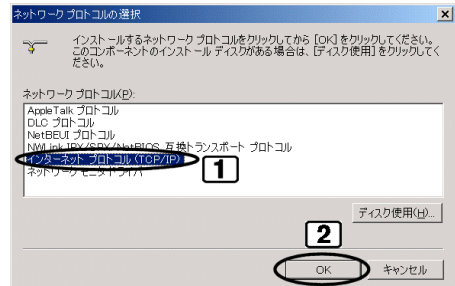 ネットワーク プロトコルの選択
インストールするネットワーク プロトコルをクリックしてから [OK] をクリックしてください。
このコンポーネントのインストール ディスクがある場合は、[ディスク使用] をクリックしてく
ださい。
ネットワーク プロトコル(P):
AppleTalk プロトコル
DLC プロトコル
NetBEUI プロトコル
NWLink IPX/SPX/NetBIOS 互換トランスポート プロトコル
インターネット プロトコル (TCP/IP)
1
ネットワーク モニタ ドライバ
ディスク使用(H)...
2
OK
キャンセル